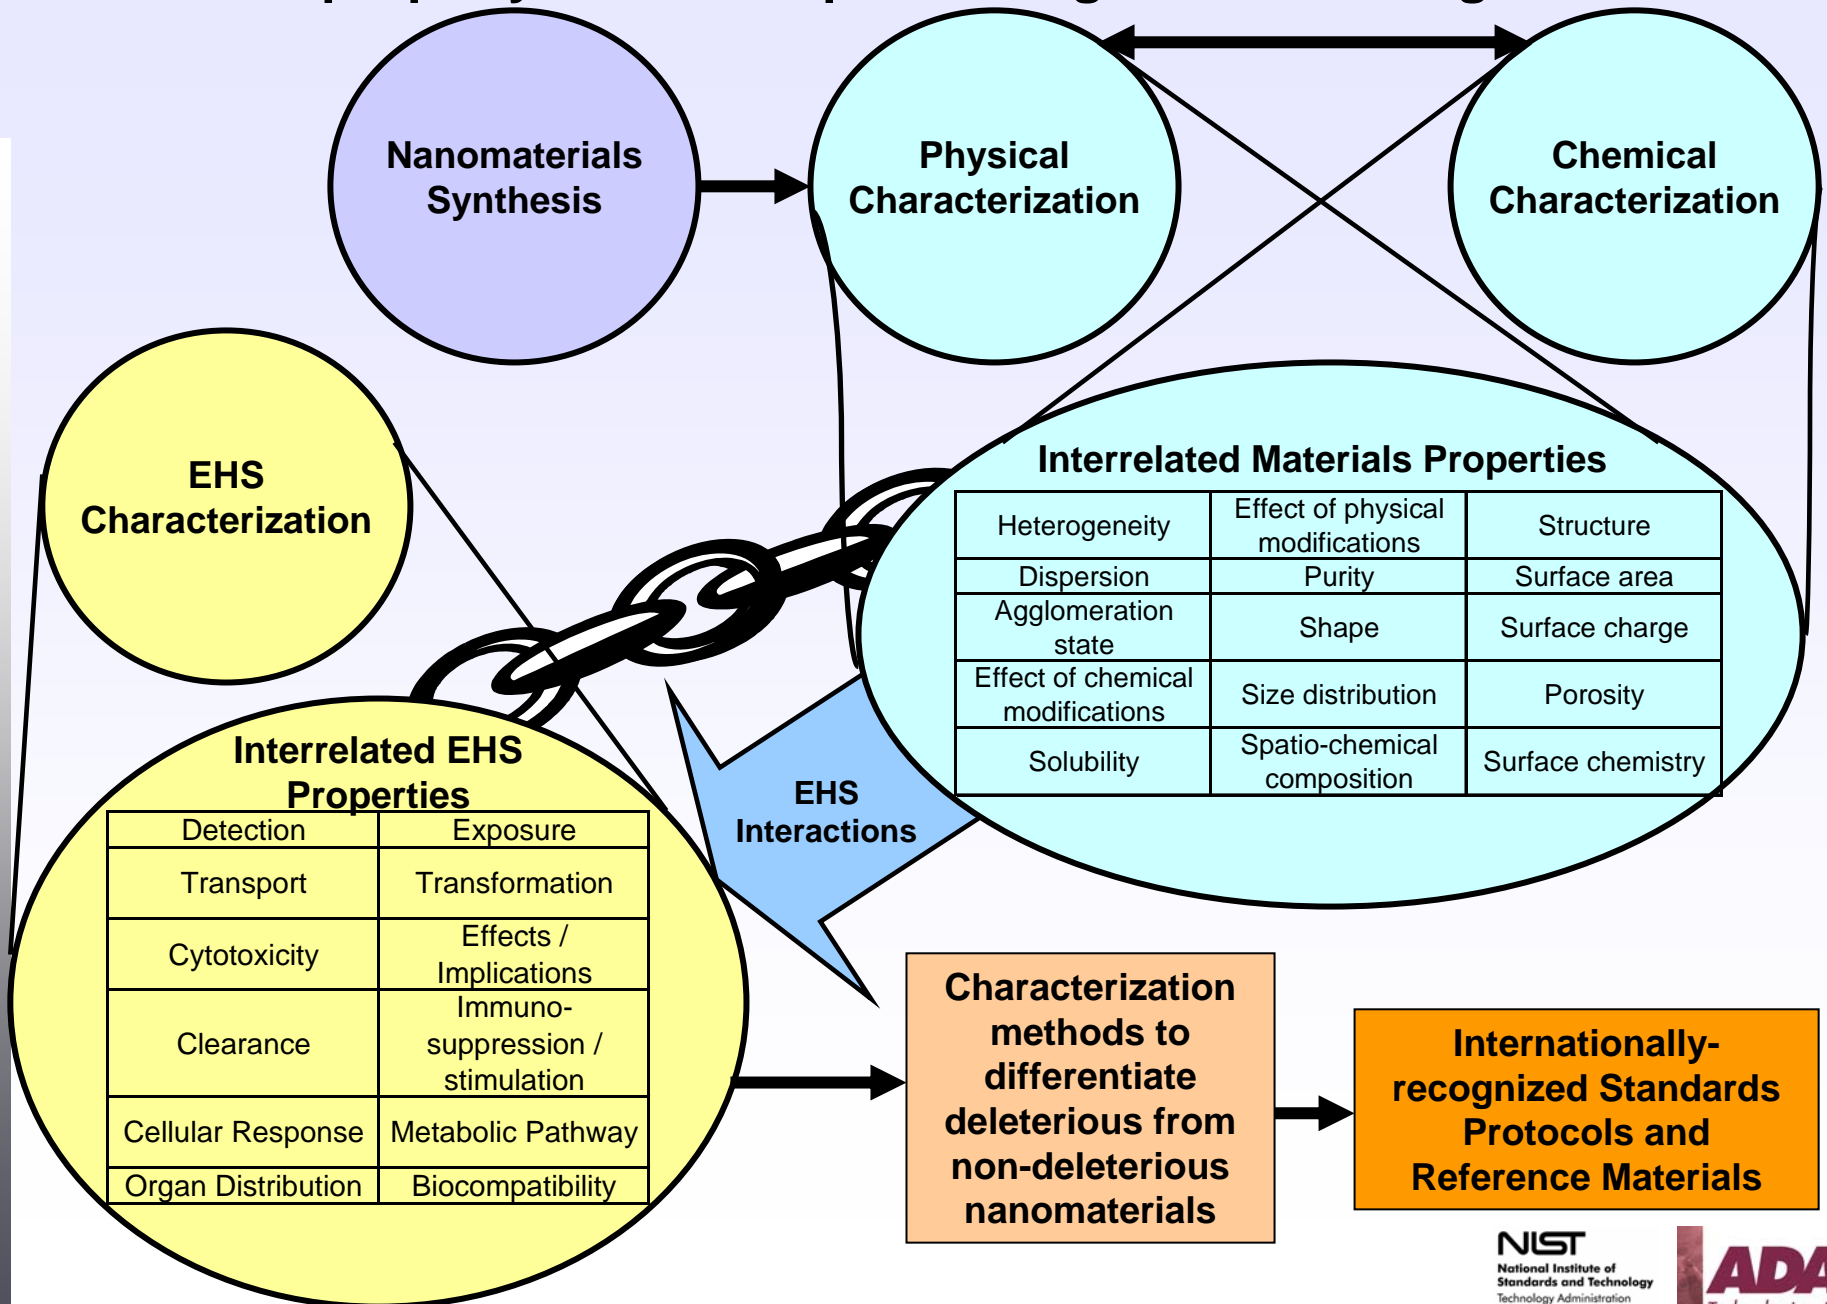 Nanomaterials
Synthesis
Physical
Characterization
Chemical
Characterization
EHS
Characterization
Interrelated Materials Properties
Heterogeneity
Effect of physical
modifications
Structure
Dispersion
Purity
Surface area
Agglomeration
state
Shape
Surface charge
Effect of chemical
modifications
Size distribution
Porosity
Solubility
Spatio-chemical
composition
Surface chemistry
EHS
Interactions
Interrelated EHS
Properties
Detection
Exposure
Transport
Transformation
Cytotoxicity
Effects /
Implications
Clearance
Immuno-
suppression /
stimulation
Cellular Response
Metabolic Pathway
Organ Distribution
Biocompatibility
Characterization
methods to
differentiate
deleterious from
non-deleterious
nanomaterials
Internationally-
recognized Standards
Protocols and
Reference Materials
NIST
National Institute of
Standards and Technology
Technology Administration
ADA